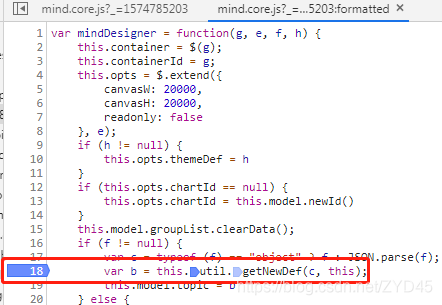 mind.core.js?_=1574785203
mind.core.js?_=…5203:formatted ×
1 var mindDesigner = function(g, e, f, h) {
2 this.container = $(g);
3 this.containerId = g;
4 this.opts = $.extend({
5 canvasW: 20000,
6 canvasH: 20000,
7 readonly: false
8 }, e);
9 if (h != null) {
10 this.opts.themeDef = h
11 }
12 if (this.opts.chartId == null) {
13 this.opts.chartId = this.model.newId()
14 }
15 this.model.groupList.clearData();
16 if (f != null) {
var c = typeof (f) == "object" ? f : JSON.parse(f);
18 var b = this.util.getNewDef(c, this);
this.model.topic = b
20 } else {
https://blog.csdn.net/ZYD45